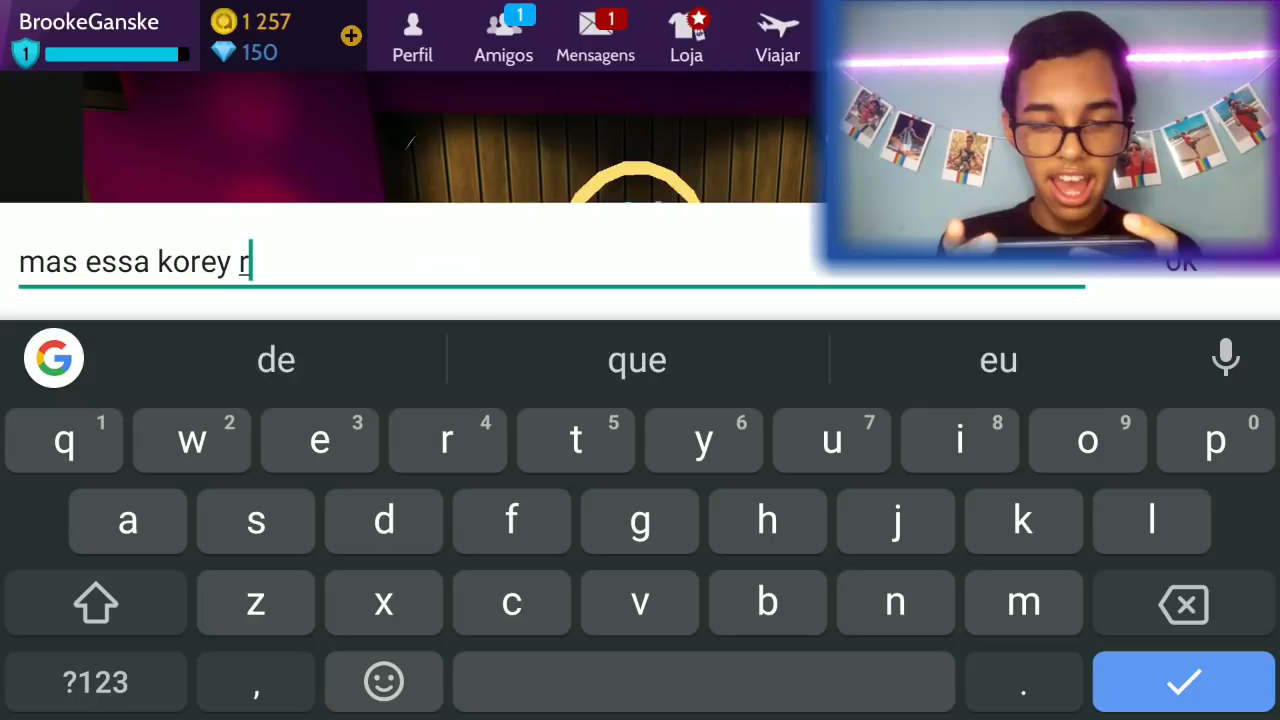 BrookeGanske
1
1 257
150
Perfil
1
Amigos
1
Mensagens
Loja
Viajar
mas essa korey r
OK
G
de
que
eu
q 1 w 2 e 3 r 4 t 5 y 6 u 7 i 8 o 9 p 0
a s d f g h j k l
z x c v b n m
?123 , .